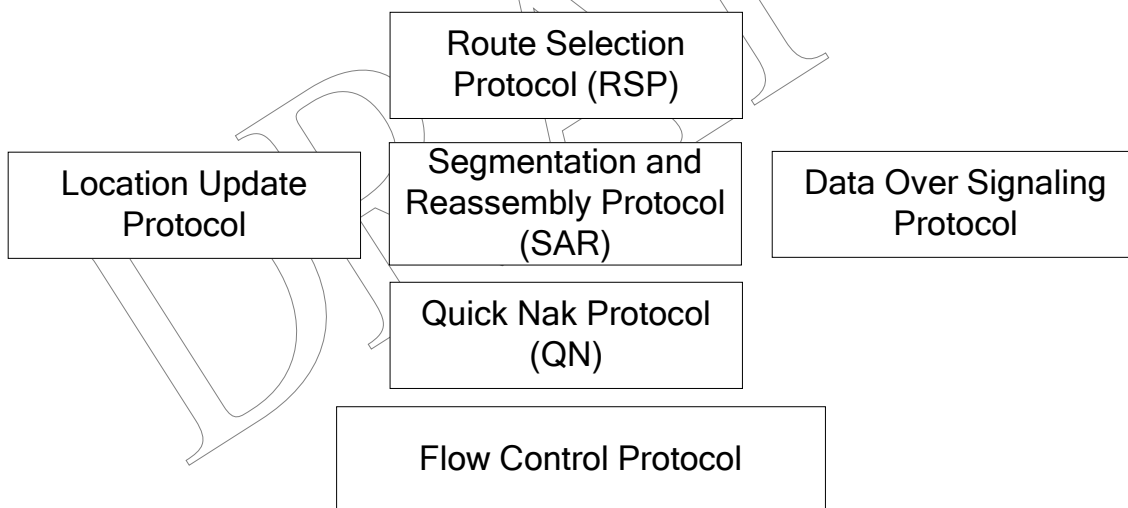 Route Selection
Protocol (RSP)
Location Update
Protocol
Segmentation and
Reassembly Protocol
(SAR)
Data Over Signaling
Protocol
Quick Nak Protocol
(QN)
Flow Control Protocol